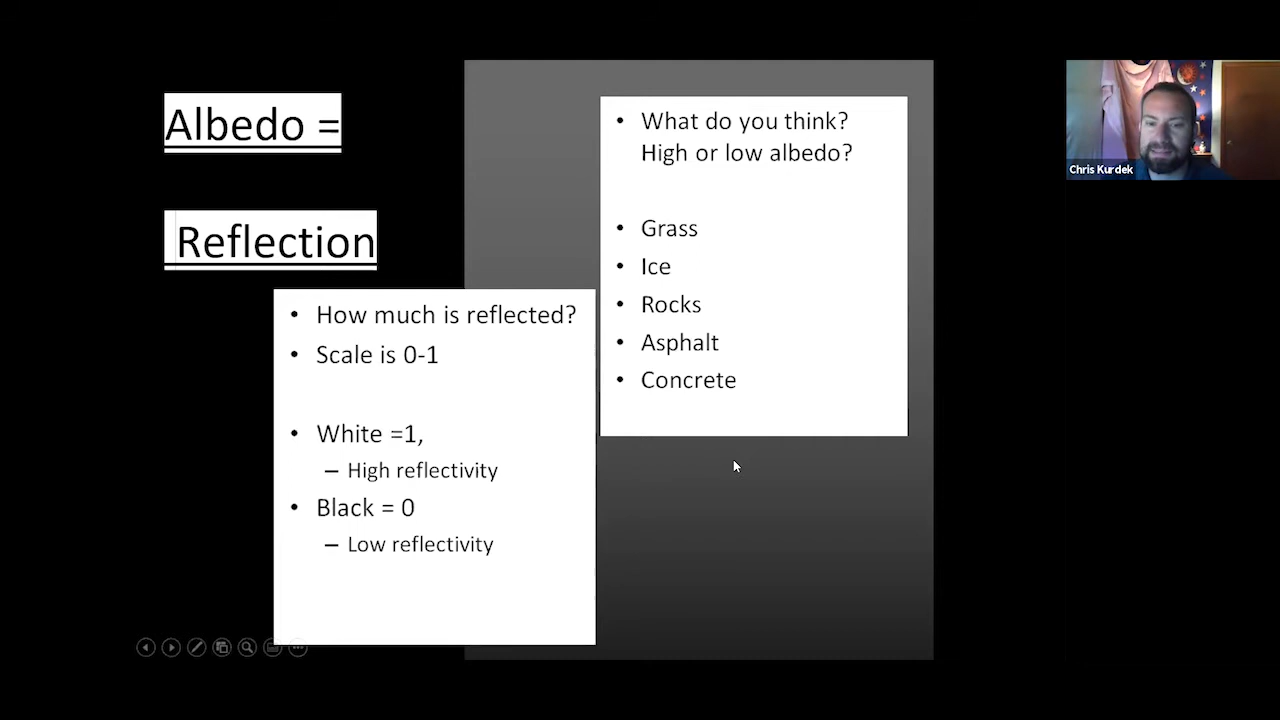 Albedo =
Reflection
• How much is reflected?
• Scale is 0-1
• White =1,
– High reflectivity
• Black = 0
– Low reflectivity
• What do you think?
High or low albedo?
• Grass
• Ice
• Rocks
• Asphalt
• Concrete
Chris Kurdek